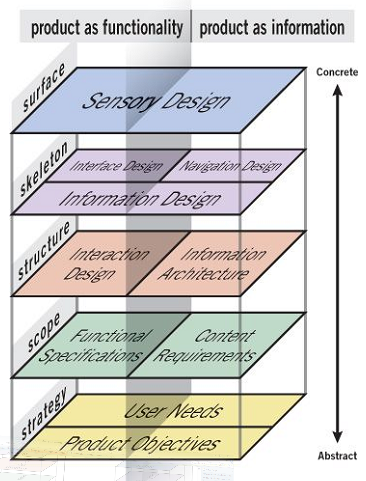 product as functionality product as information
Concrete
surface
Sensory Design
skeleton
Interface Design Navigation Design
Information Design
structure
Interaction Information
Design Architecture
scope
Functional Content
Specifications Requirements
strategy
User Needs
Product Objectives
Abstract